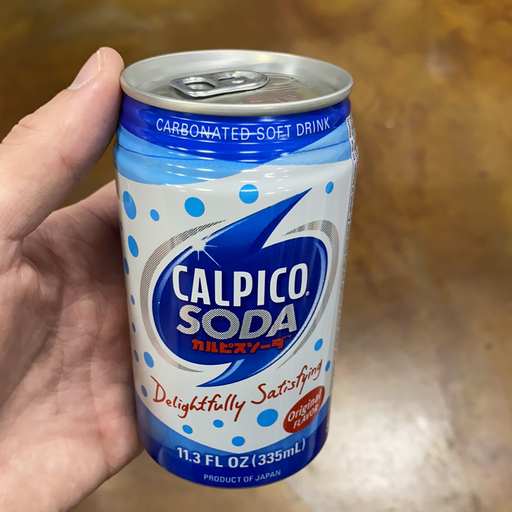 CARBONATED SOFT DRINK
CALPICO®
SODA
カルピスソーダ
Delightfully Satisfying
Original
FLAVOR
11.3 FL OZ (335mL)
PRODUCT OF JAPAN